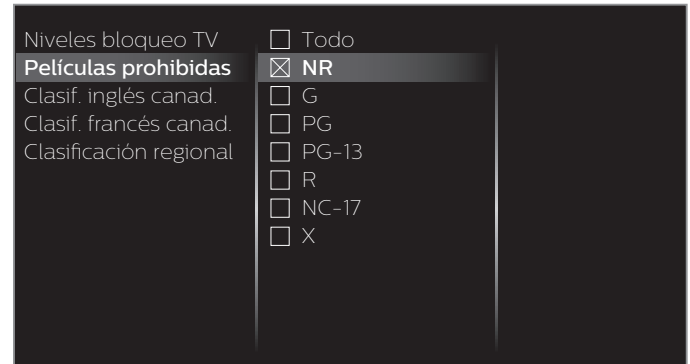 Niveles bloqueo TV
Películas prohibidas
Clasif. inglés canad.
Clasif. francés canad.
Clasificación regional
Todo
NR
G
PG
PG-13
R
NC-17
X